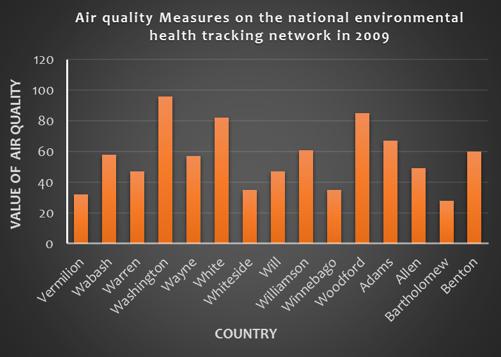 Air quality Measures on the national environmental
health tracking network in 2009
VALUE OF AIR QUALITY
120
100
80
60
40
20
0
Vermilion
Wabash
Warren
Washington
Wayne
White
Whiteside
Will
Williamson
Winnebago
Woodford
Adams
Allen
Bartholomew
Benton
COUNTRY